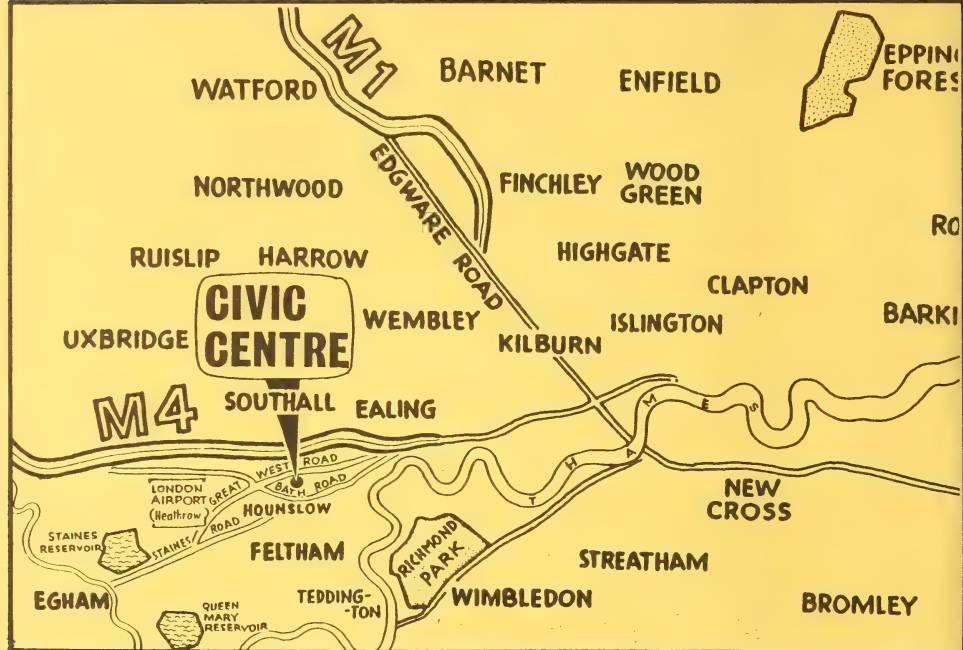 M1
BARNET
ENFIELD
EPPIN
FORES
WATFORD
EDGWARE ROAD
NORTHWOOD
FINCHLEY
WOOD
GREEN
RO
RUISLIP
HARROW
HIGHGATE
CLAPTON
CIVIC
CENTRE
WEMBLEY
ISLINGTON
BARKI
UXBRIDGE
KILBURN
M4
SOUTHALL
EALING
THAMES
GREAT WEST ROAD
BATH ROAD
LONDON
AIRPORT
(Heathrow)
HOUNSLOW
NEW
CROSS
STAINES
RESERVOIR
STAINES ROAD
FELTHAM
RICHMOND
PARK
STREATHAM
EGHAM
QUEEN
MARY
RESERVOIR
TEDDING-
-TON
WIMBLEDON
BROMLEY